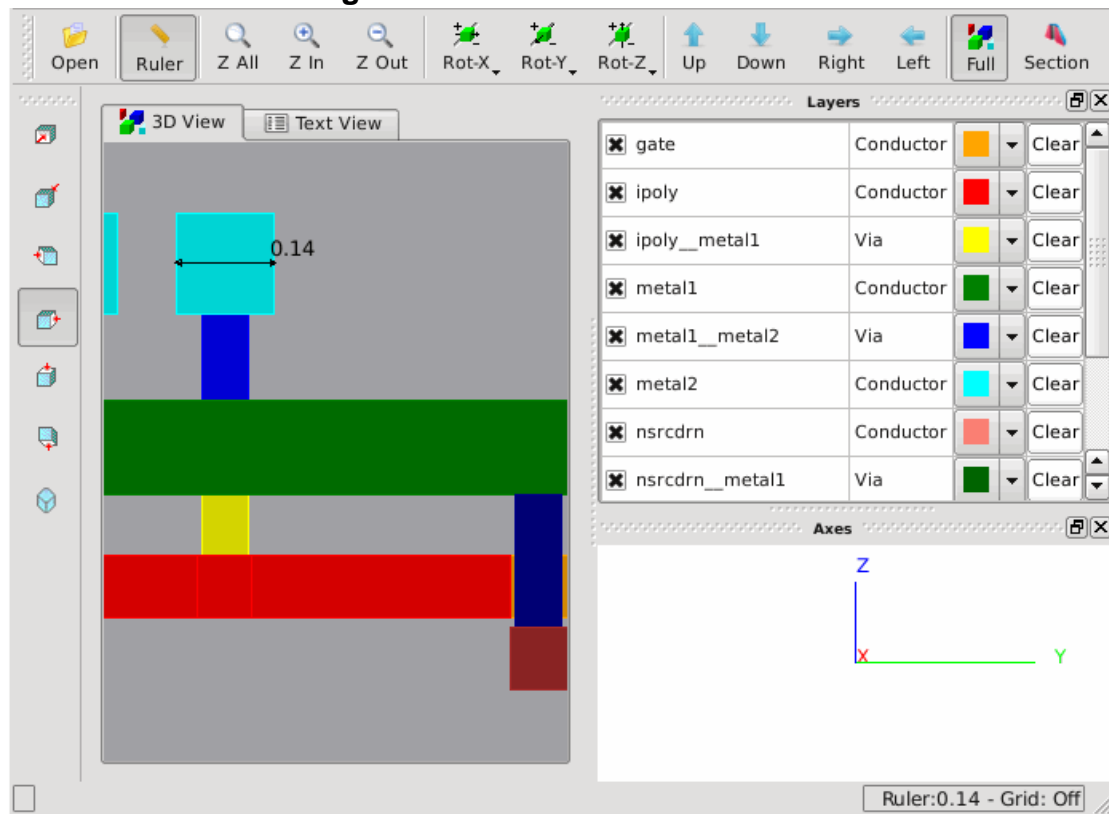 Open Ruler Z All Z In Z Out Rot-X Rot-Y Rot-Z Up Down Right Left Full Section
3D View Text View
0.14
Layers
gate Conductor Clear
ipoly Conductor Clear
ipoly__metal1 Via Clear
metal1 Conductor Clear
metal1__metal2 Via Clear
metal2 Conductor Clear
nsrcdrn Conductor Clear
nsrcdrn__metal1 Via Clear
Axes
Z
X Y
Ruler:0.14 - Grid: Off